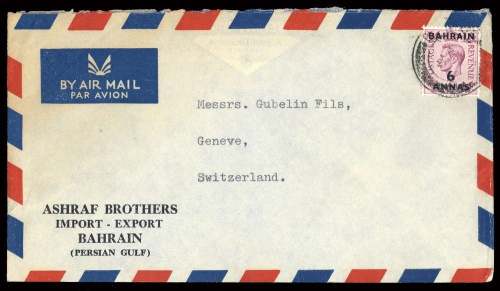 BY AIR MAIL
PAR AVION
BAHRAIN
REVENUE
6
ANNAS
Messrs. Gubelin Fils,
Geneve,
Switzerland.
ASHRAF BROTHERS
IMPORT - EXPORT
BAHRAIN
(PERSIAN GULF)